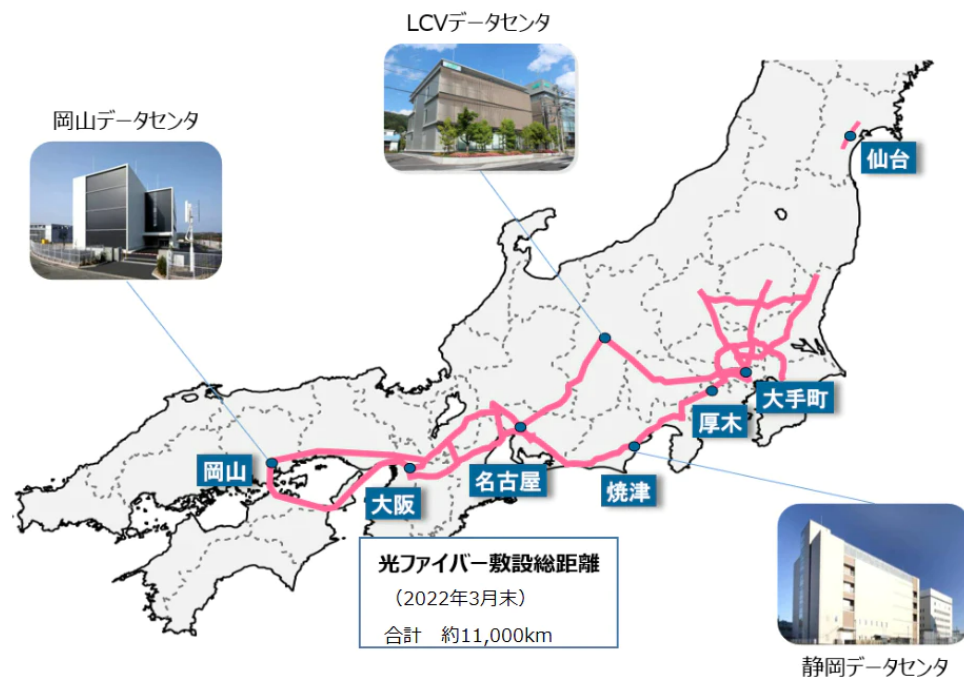 LCVデータセンタ
岡山データセンタ
仙台
大手町
厚木
岡山
大阪
名古屋
焼津
光ファイバー敷設総距離
(2022年3月末)
合計 約11,000km
静岡データセンタ